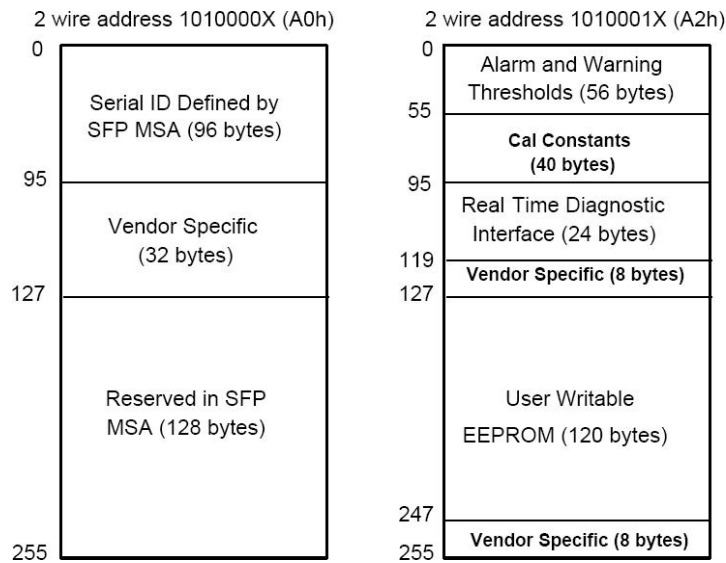 2 wire address 1010000X (A0h)
0
Serial ID Defined by
SFP MSA (96 bytes)
95
Vendor Specific
(32 bytes)
127
Reserved in SFP
MSA (128 bytes)
255
2 wire address 1010001X (A2h)
0
Alarm and Warning
Thresholds (56 bytes)
55
Cal Constants
(40 bytes)
95
Real Time Diagnostic
Interface (24 bytes)
119
Vendor Specific (8 bytes)
127
User Writable
EEPROM (120 bytes)
247
Vendor Specific (8 bytes)
255